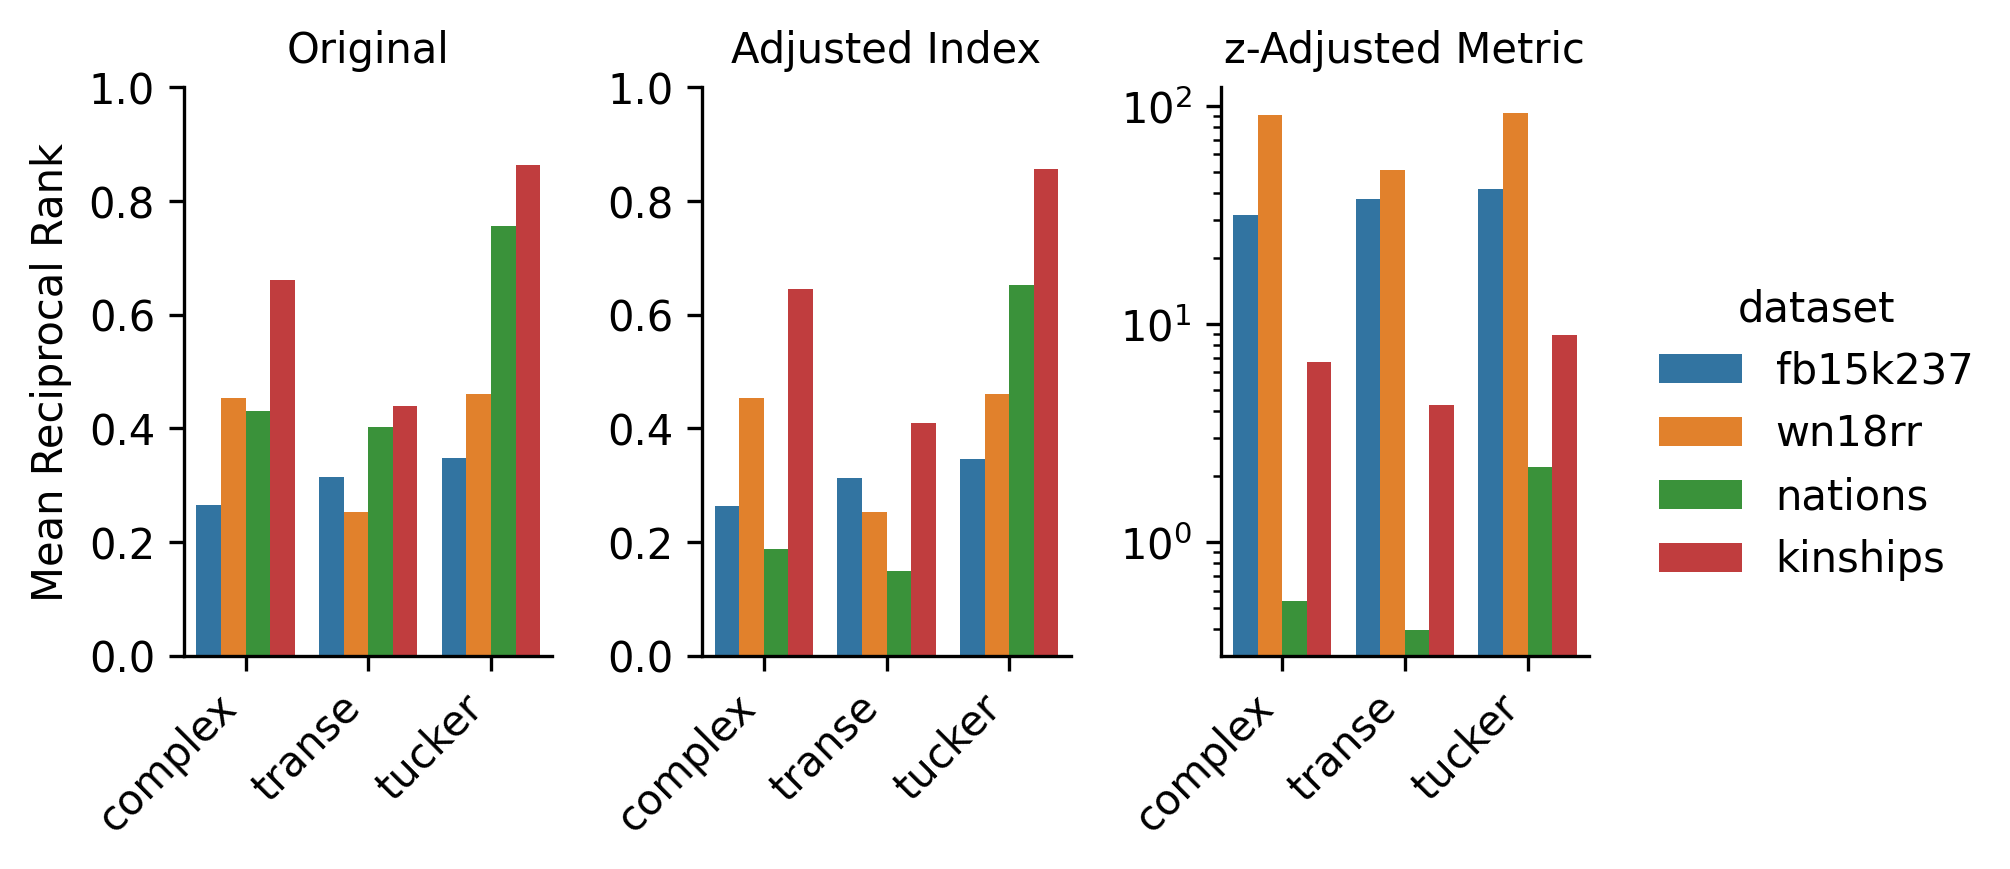 Original
Adjusted Index
z-Adjusted Metric
Mean Reciprocal Rank
1.0
0.8
0.6
0.4
0.2
0.0
complex
transe
tucker
1.0
0.8
0.6
0.4
0.2
0.0
complex
transe
tucker
10²
10¹
10⁰
complex
transe
tucker
dataset
fb15k237
wn18rr
nations
kinships